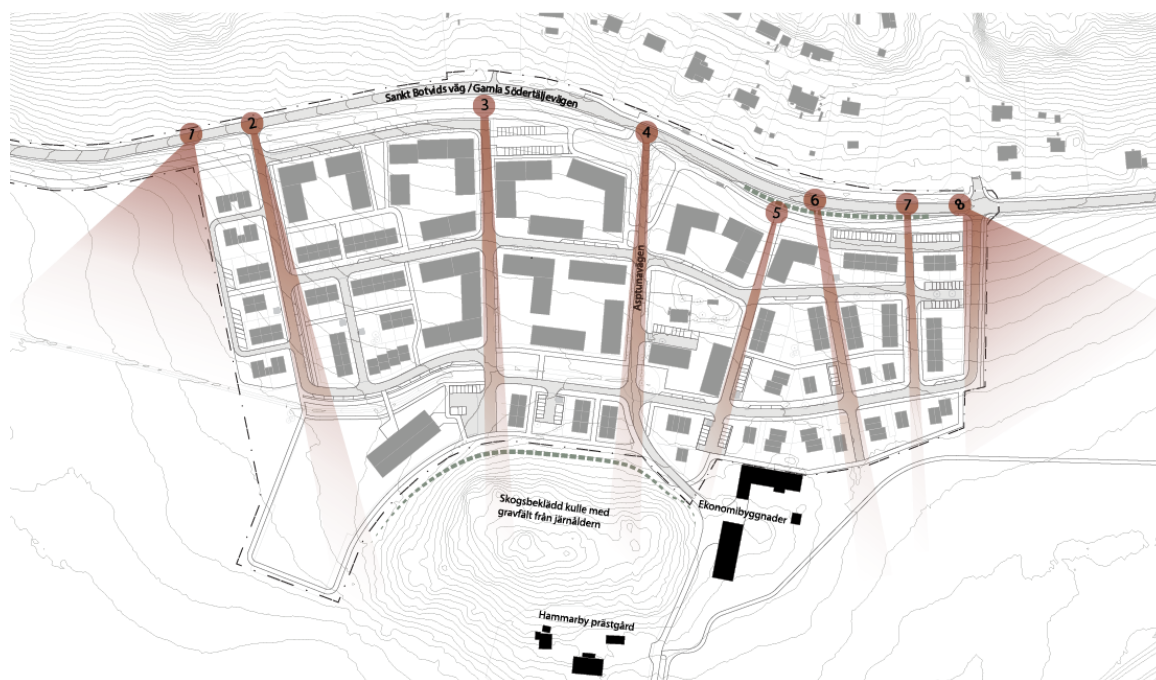 Sankt Botvids väg /Gamla Södertäljevägen
1
2
3
4
5
6
7
8
Asptunavägen
Skogsbeklädd kulle med
gravfält från järnåldern
Ekonomibyggnader
Hammarby prästgård